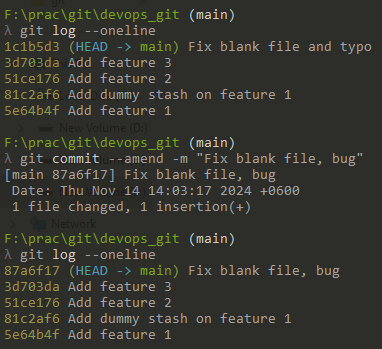 F:\prac\git\devops_git (main)
λ git log --oneline
1c1b5d3 (HEAD -> main) Fix blank file and typo
3d703da Add feature 3
51ce176 Add feature 2
81c2af6 Add dummy stash on feature 1
5e64b4f Add feature 1
New Volume (D:)
F:\prac\git\devops_git (main)
λ git commit --amend -m "Fix blank file, bug"
[main 87a6f17] Fix blank file, bug
Date: Thu Nov 14 14:03:17 2024 +0600
1 file changed, 1 insertion(+)
Network
F:\prac\git\devops_git (main)
λ git log --oneline
87a6f17 (HEAD -> main) Fix blank file, bug
3d703da Add feature 3
51ce176 Add feature 2
81c2af6 Add dummy stash on feature 1
5e64b4f Add feature 1